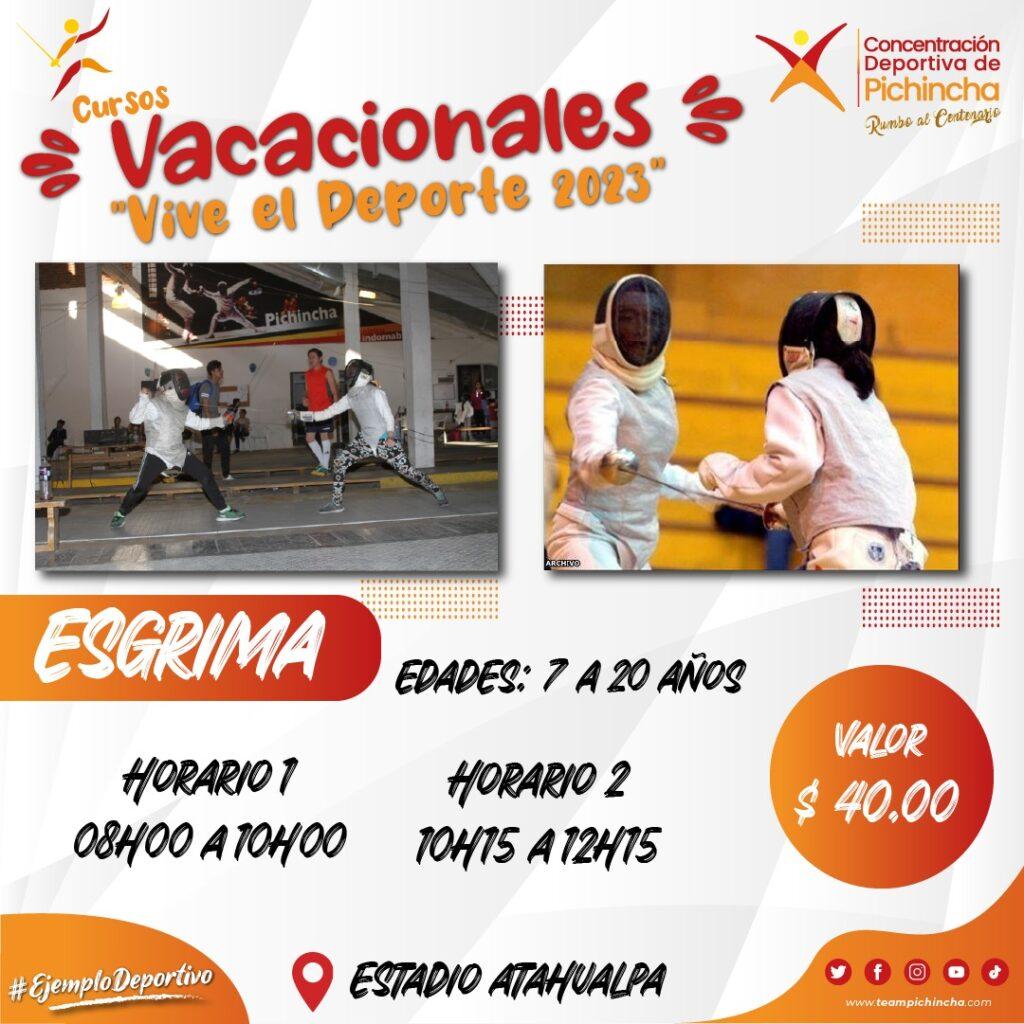 Cursos
Vacacionales
"Vive el Deporte 2023"
Concentración
Deportiva de
Pichincha
Rumbo al Centenario
Pichincha
indornab
ARCHIVO
ESGRIMA
EDADES: 7 A 20 AÑOS
HORARIO 1
08H00 A 10H00
HORARIO 2
10H15 A 12H15
VALOR
$ 40.00
#EjemploDeportivo
ESTADIO ATAHUALPA
www.teampichincha.com